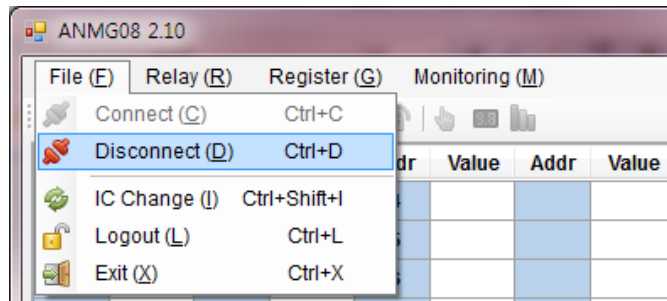 ANMG08 2.10
File (F) Relay (R) Register (G) Monitoring (M)
Connect (C) Ctrl+C
Disconnect (D) Ctrl+D
Value Addr Value
IC Change (I) Ctrl+Shift+I
Logout (L) Ctrl+L
Exit (X) Ctrl+X